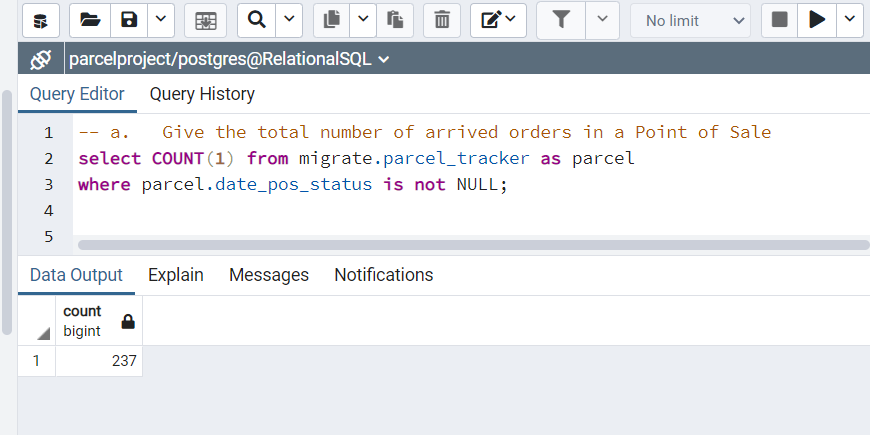 No limit
parcelproject/postgres@RelationalSQL
Query Editor Query History
1 -- a.   Give the total number of arrived orders in a Point of Sale
2 select COUNT(1) from migrate.parcel_tracker as parcel
3 where parcel.date_pos_status is not NULL;
4
5
Data Output Explain Messages Notifications
count
bigint
1 237